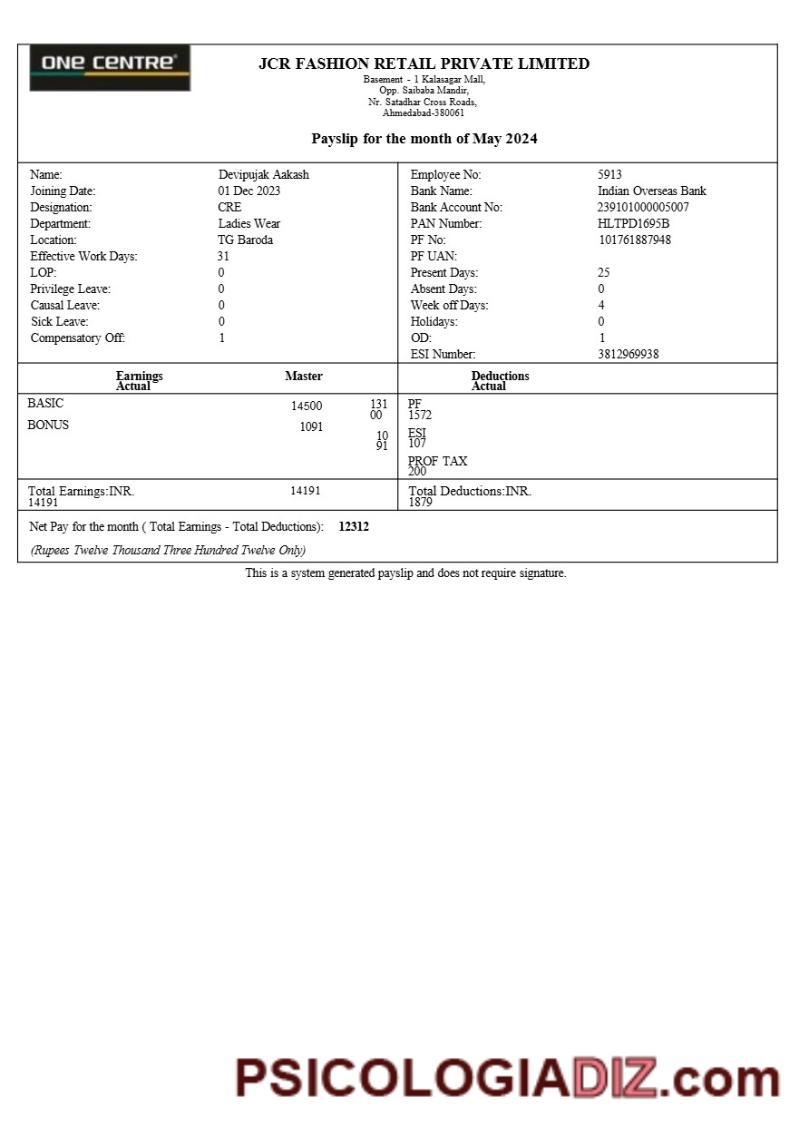 ONE CENTRE
JCR FASHION RETAIL PRIVATE LIMITED
Basement - 1 Kalasagar Mall,
Opp. Saibaba Mandir,
Nr. Satadhar Cross Roads,
Ahmedabad-380061
Payslip for the month of May 2024
Name: Devipujak Aakash Employee No: 5913
Joining Date: 01 Dec 2023 Bank Name: Indian Overseas Bank
Designation: CRE Bank Account No: 239101000005007
Department: Ladies Wear PAN Number: HLTPD1695B
Location: TG Baroda PF No: 101761887948
Effective Work Days: 31 PF UAN:
LOP: 0 Present Days: 25
Privilege Leave: 0 Absent Days: 0
Causal Leave: 0 Week off Days: 4
Sick Leave: 0 Holidays: 0
Compensatory Off: 1 OD: 1
ESI Number: 3812969938
Earnings Master Deductions
Actual Actual
BASIC 14500 131 PF
00 1572
BONUS 1091
10 ESI
91 107
PROF TAX
200
Total Earnings:INR. 14191 Total Deductions:INR.
14191 1879
Net Pay for the month ( Total Earnings - Total Deductions): 12312
(Rupees Twelve Thousand Three Hundred Twelve Only)
This is a system generated payslip and does not require signature.
PSICOLOGIADIZ.com